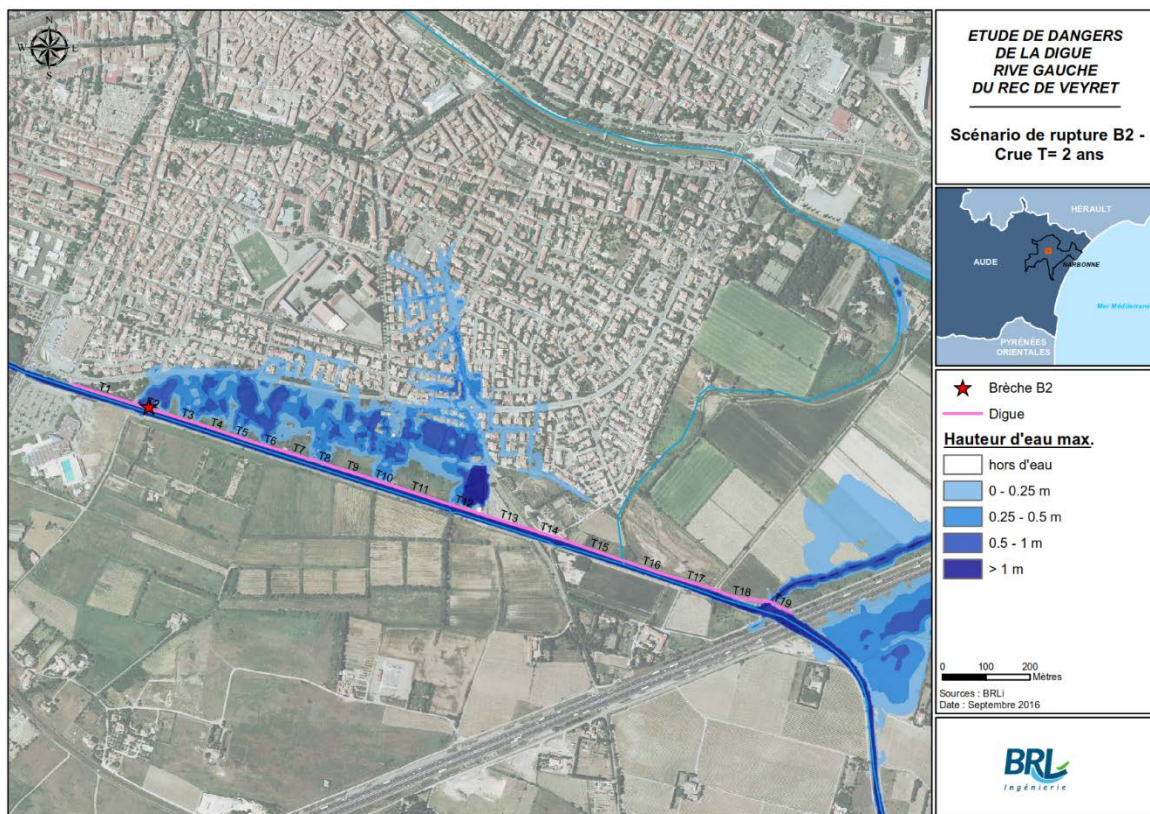 N
W E
S
ETUDE DE DANGERS
DE LA DIGUE
RIVE GAUCHE
DU REC DE VEYRET
Scénario de rupture B2 -
Crue T= 2 ans
HÉRAULT
AUDE
NARBONNE
Mer Méditerrané
PYRÉNÉES
ORIENTALES
Brèche B2
Digue
Hauteur d'eau max.
hors d'eau
0 - 0.25 m
0.25 - 0.5 m
0.5 - 1 m
> 1 m
0 100 200
Mètres
Sources : BRLi
Date : Septembre 2016
BRL
Ingénierie
T1
T3
T4
T5
T6
T7
T8
T9
T10
T11
T12
T13
T14
T15
T16
T17
T18
T19